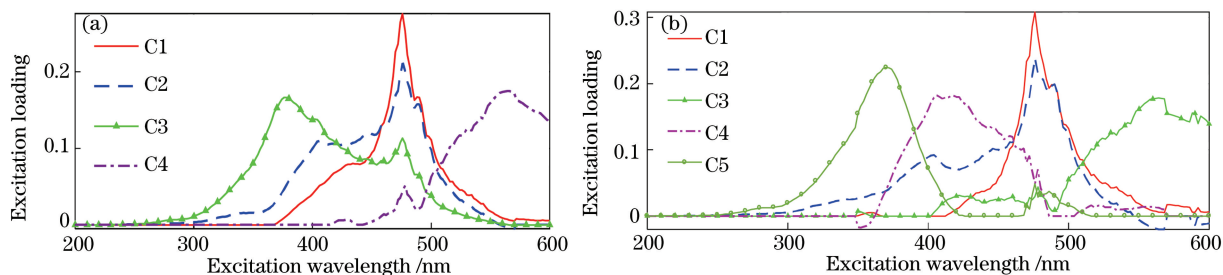 (a)
C1
C2
C3
C4
Excitation loading
0.2
0.1
0
200
300
400
500
600
Excitation wavelength /nm
(b)
C1
C2
C3
C4
C5
Excitation loading
0.3
0.2
0.1
0
200
300
400
500
600
Excitation wavelength /nm